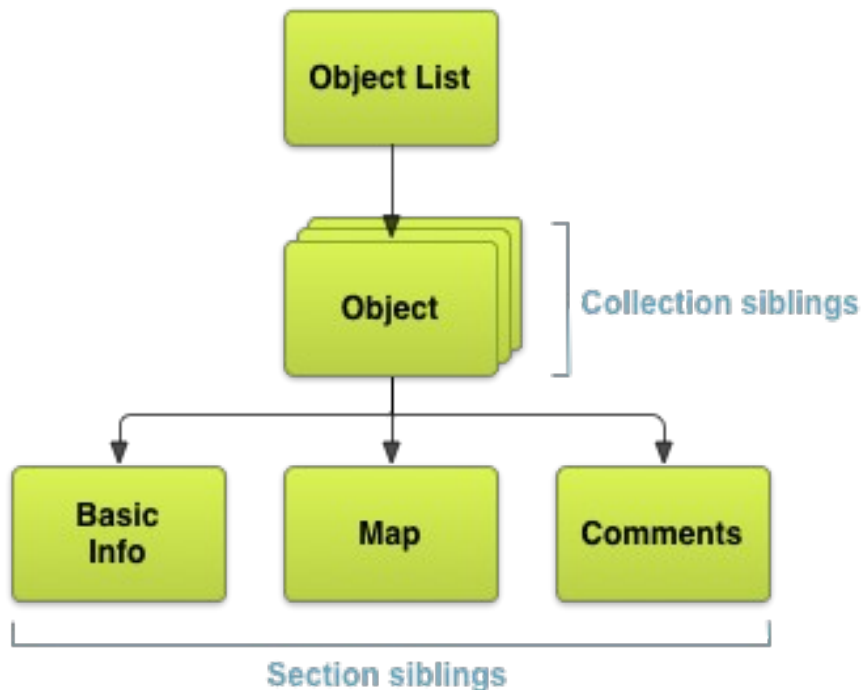 Object List
Object
Collection siblings
Basic
Info
Map
Comments
Section siblings